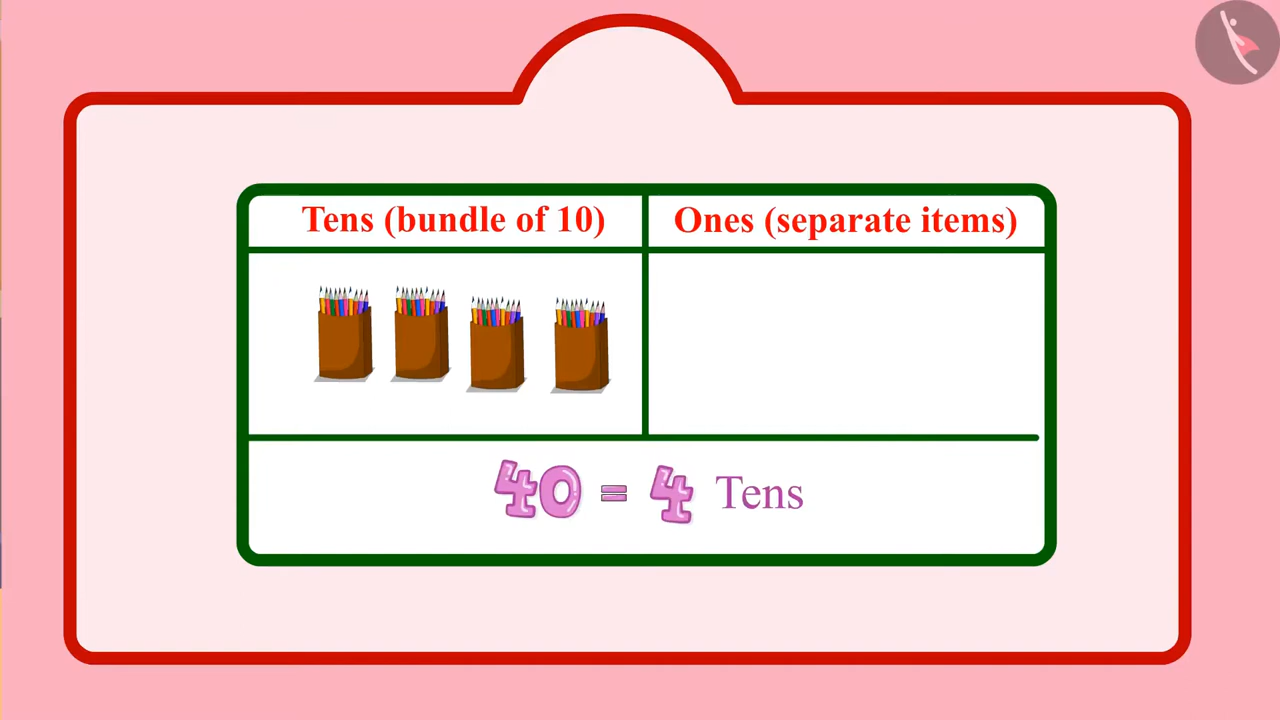 Tens (bundle of 10)
Ones (separate items)
40 = 4 Tens